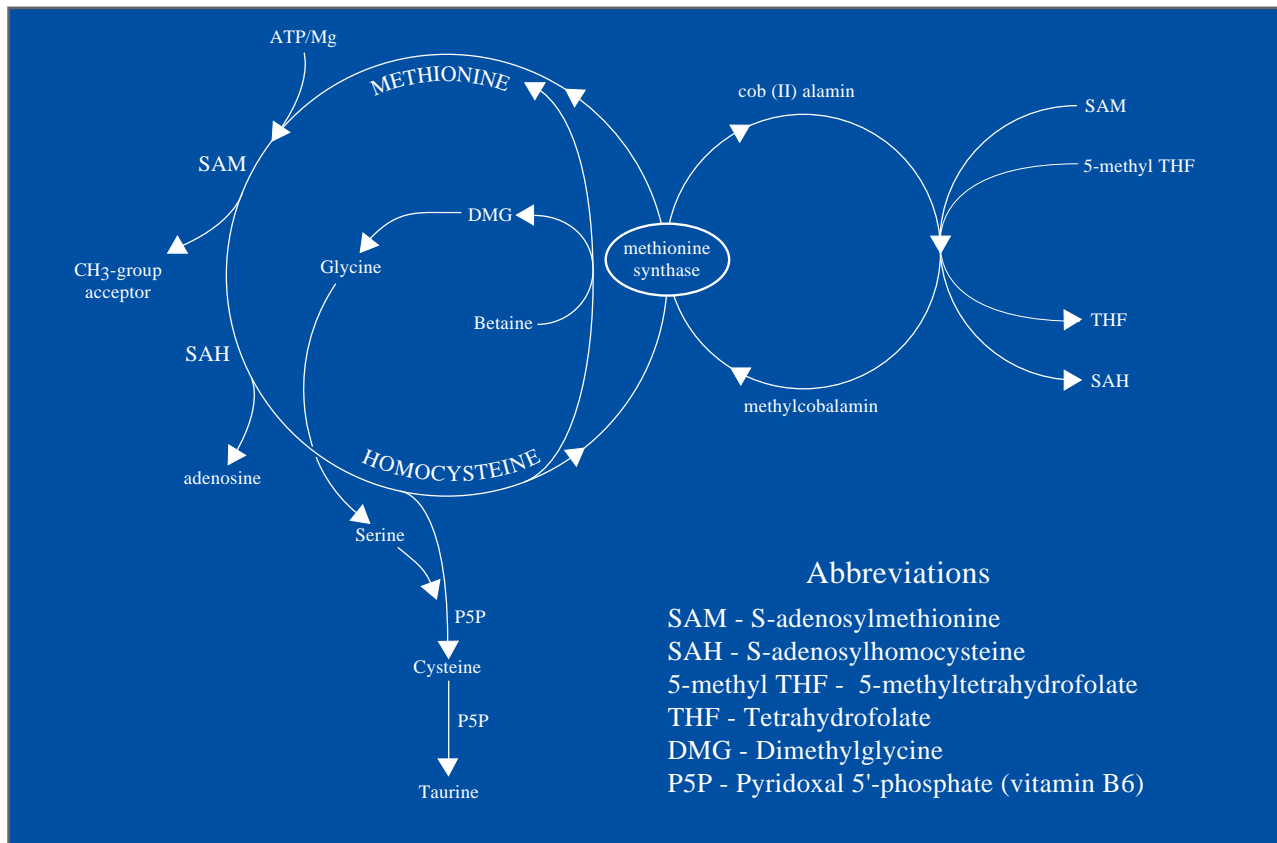 ATP/Mg
METHIONINE
cob (II) alamin
SAM
SAM
5-methyl THF
DMG
methionine
synthase
Glycine
CH3-group
acceptor
Betaine
THF
SAH
SAH
methylcobalamin
HOMOCYSTEINE
adenosine
Serine
P5P
Cysteine
P5P
Taurine
Abbreviations
SAM - S-adenosylmethionine
SAH - S-adenosylhomocysteine
5-methyl THF -  5-methyltetrahydrofolate
THF - Tetrahydrofolate
DMG - Dimethylglycine
P5P - Pyridoxal 5'-phosphate (vitamin B6)